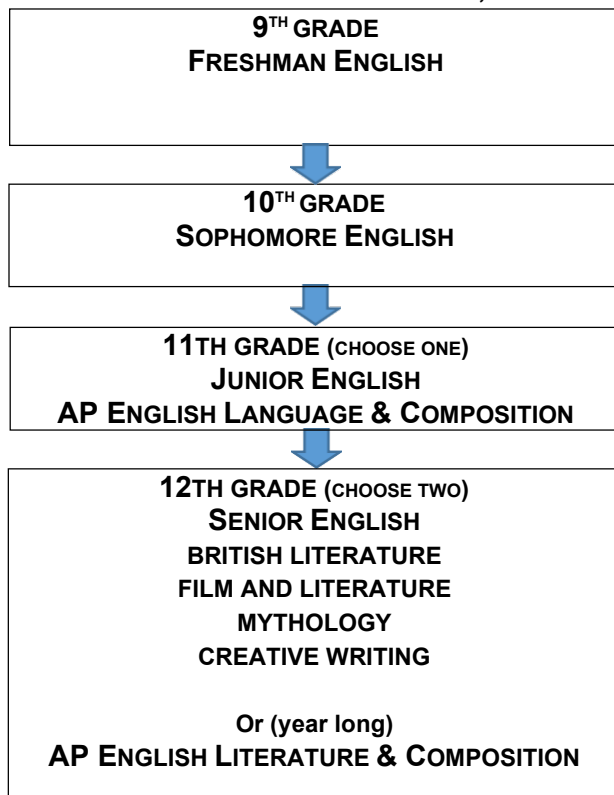 9TH GRADE
FRESHMAN ENGLISH
10TH GRADE
SOPHOMORE ENGLISH
11TH GRADE (CHOOSE ONE)
JUNIOR ENGLISH
AP ENGLISH LANGUAGE & COMPOSITION
12TH GRADE (CHOOSE TWO)
SENIOR ENGLISH
BRITISH LITERATURE
FILM AND LITERATURE
MYTHOLOGY
CREATIVE WRITING
Or (year long)
AP ENGLISH LITERATURE & COMPOSITION